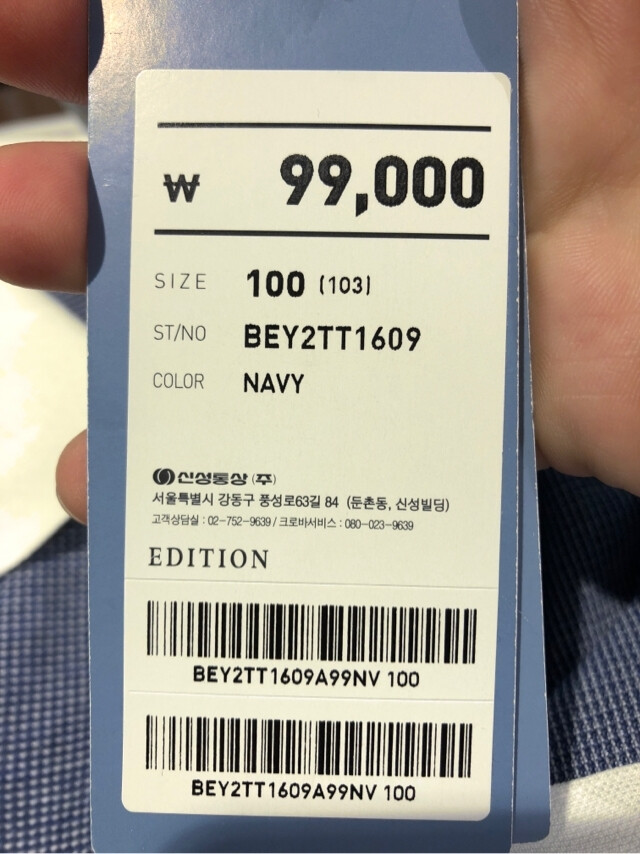 ₩ 99,000
SIZE 100 (103)
ST/NO BEY2TT1609
COLOR NAVY
신성통상(주)
서울특별시 강동구 풍성로63길 84 (둔촌동, 신성빌딩)
고객상담실 : 02-752-9639 / 크로바서비스 : 080-023-9639
EDITION
BEY2TT1609A99NV 100
BEY2TT1609A99NV 100